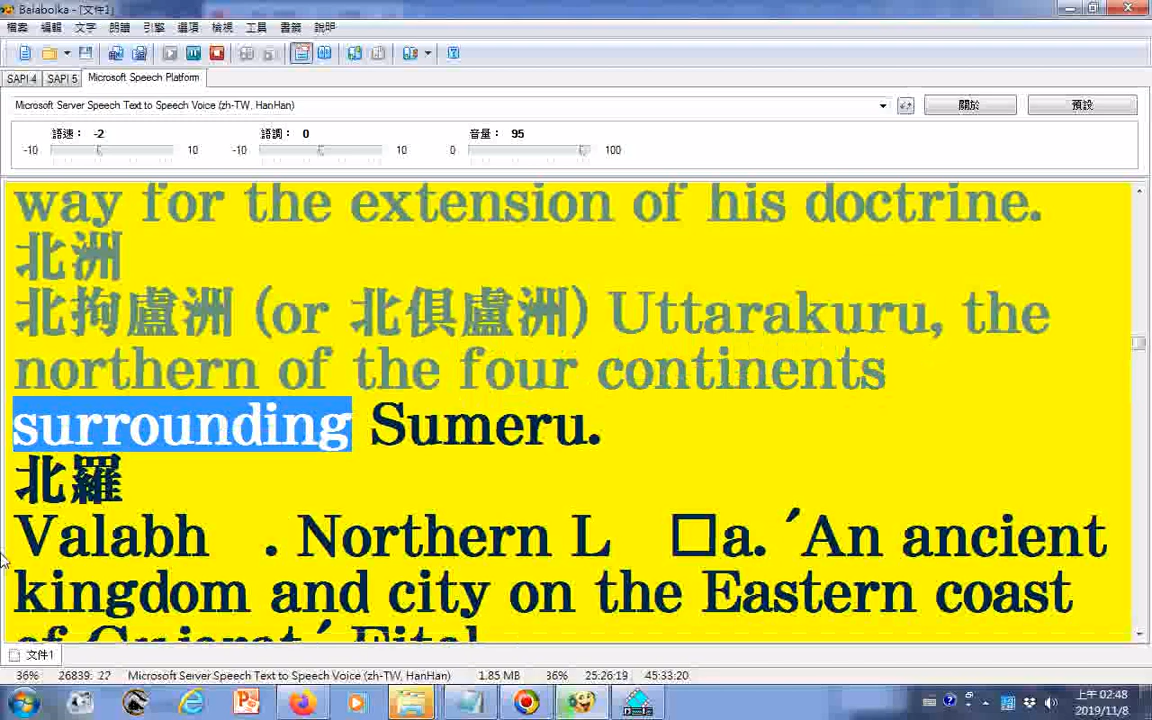 Balabolka - [文件1]
檔案 編輯 文字 朗讀 引擎 選項 檢視 工具 書籤 說明
SAPI 4 SAPI 5 Microsoft Speech Platform
Microsoft Server Speech Text to Speech Voice (zh-TW, HanHan) 關於 預設
語速： -2 語調： 0 音量： 95
-10 10 -10 10 0 100
way for the extension of his doctrine.
北洲
北拘盧洲 (or 北俱盧洲) Uttarakuru, the
northern of the four continents
surrounding Sumeru.
北羅
Valabh . Northern L □a. ´An ancient
kingdom and city on the Eastern coast
of Gujerat,´ Eitel.
文件1
36% 26839: 27 Microsoft Server Speech Text to Speech Voice (zh-TW, HanHan) 1.85 MB 36% 25:26:19 45:33:20
上午 02:48
2019/11/8